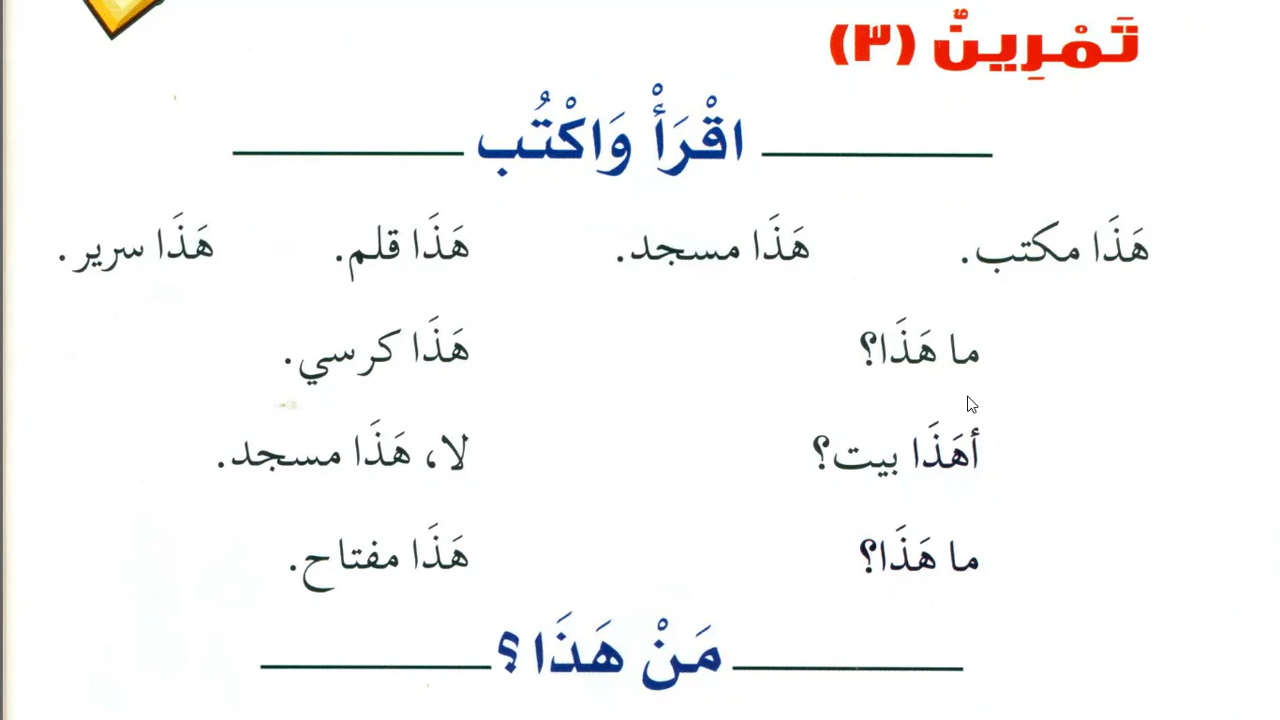 تَمْرِينٌ (٣)
اقْرَأْ وَاكْتُبْ
هَذَا مكتب. هَذَا مسجد. هَذَا قلم. هَذَا سرير.
ما هَذَا؟ هَذَا كرسي.
أهَذَا بيت؟ لا، هَذَا مسجد.
ما هَذَا؟ هَذَا مفتاح.
مَنْ هَذَا ؟